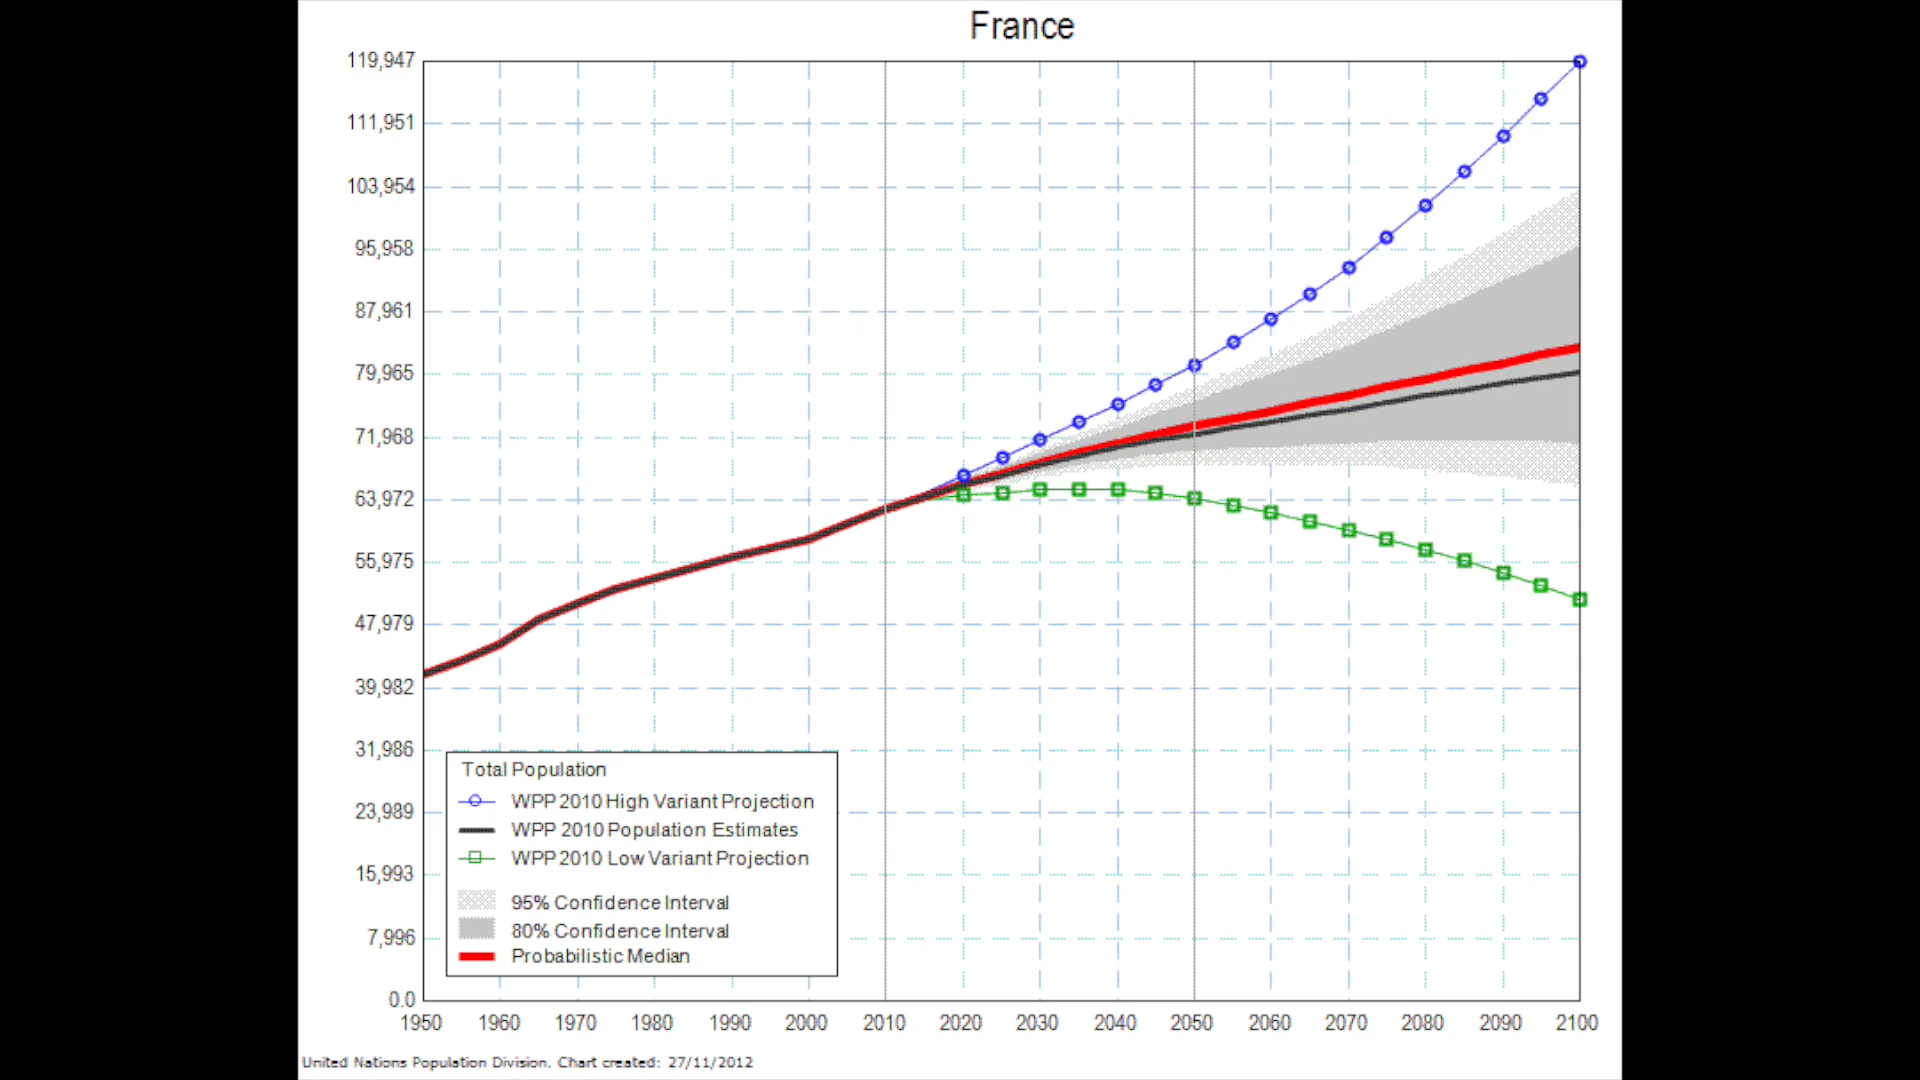 France
119,947
111,951
103,954
95,958
87,961
79,965
71,968
63,972
55,975
47,979
39,982
31,986
23,989
15,993
7,996
0.0
Total Population
WPP 2010 High Variant Projection
WPP 2010 Population Estimates
WPP 2010 Low Variant Projection
95% Confidence Interval
80% Confidence Interval
Probabilistic Median
1950 1960 1970 1980 1990 2000 2010 2020 2030 2040 2050 2060 2070 2080 2090 2100
United Nations Population Division. Chart created: 27/11/2012